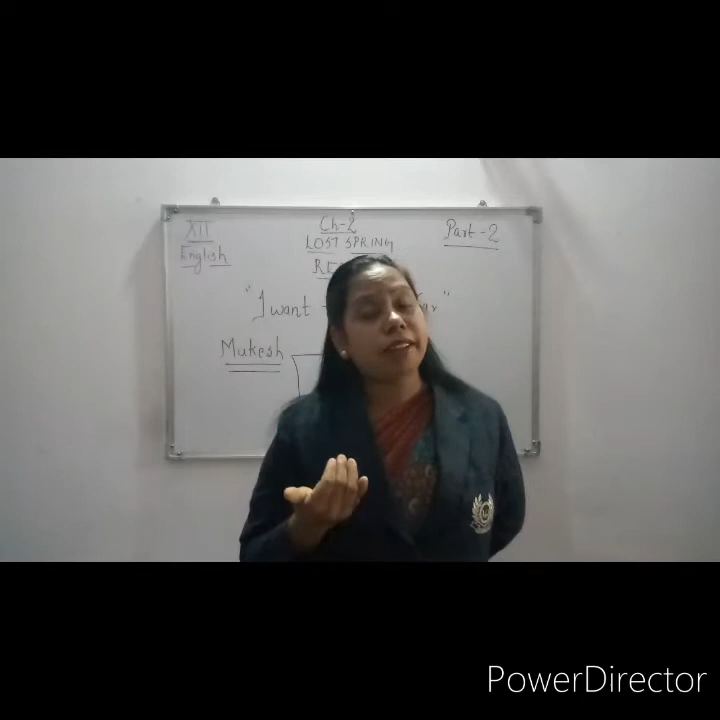 XII
English
Ch-2
LOST SPRING
Part-2
"I want
"
Mukesh
PowerDirector